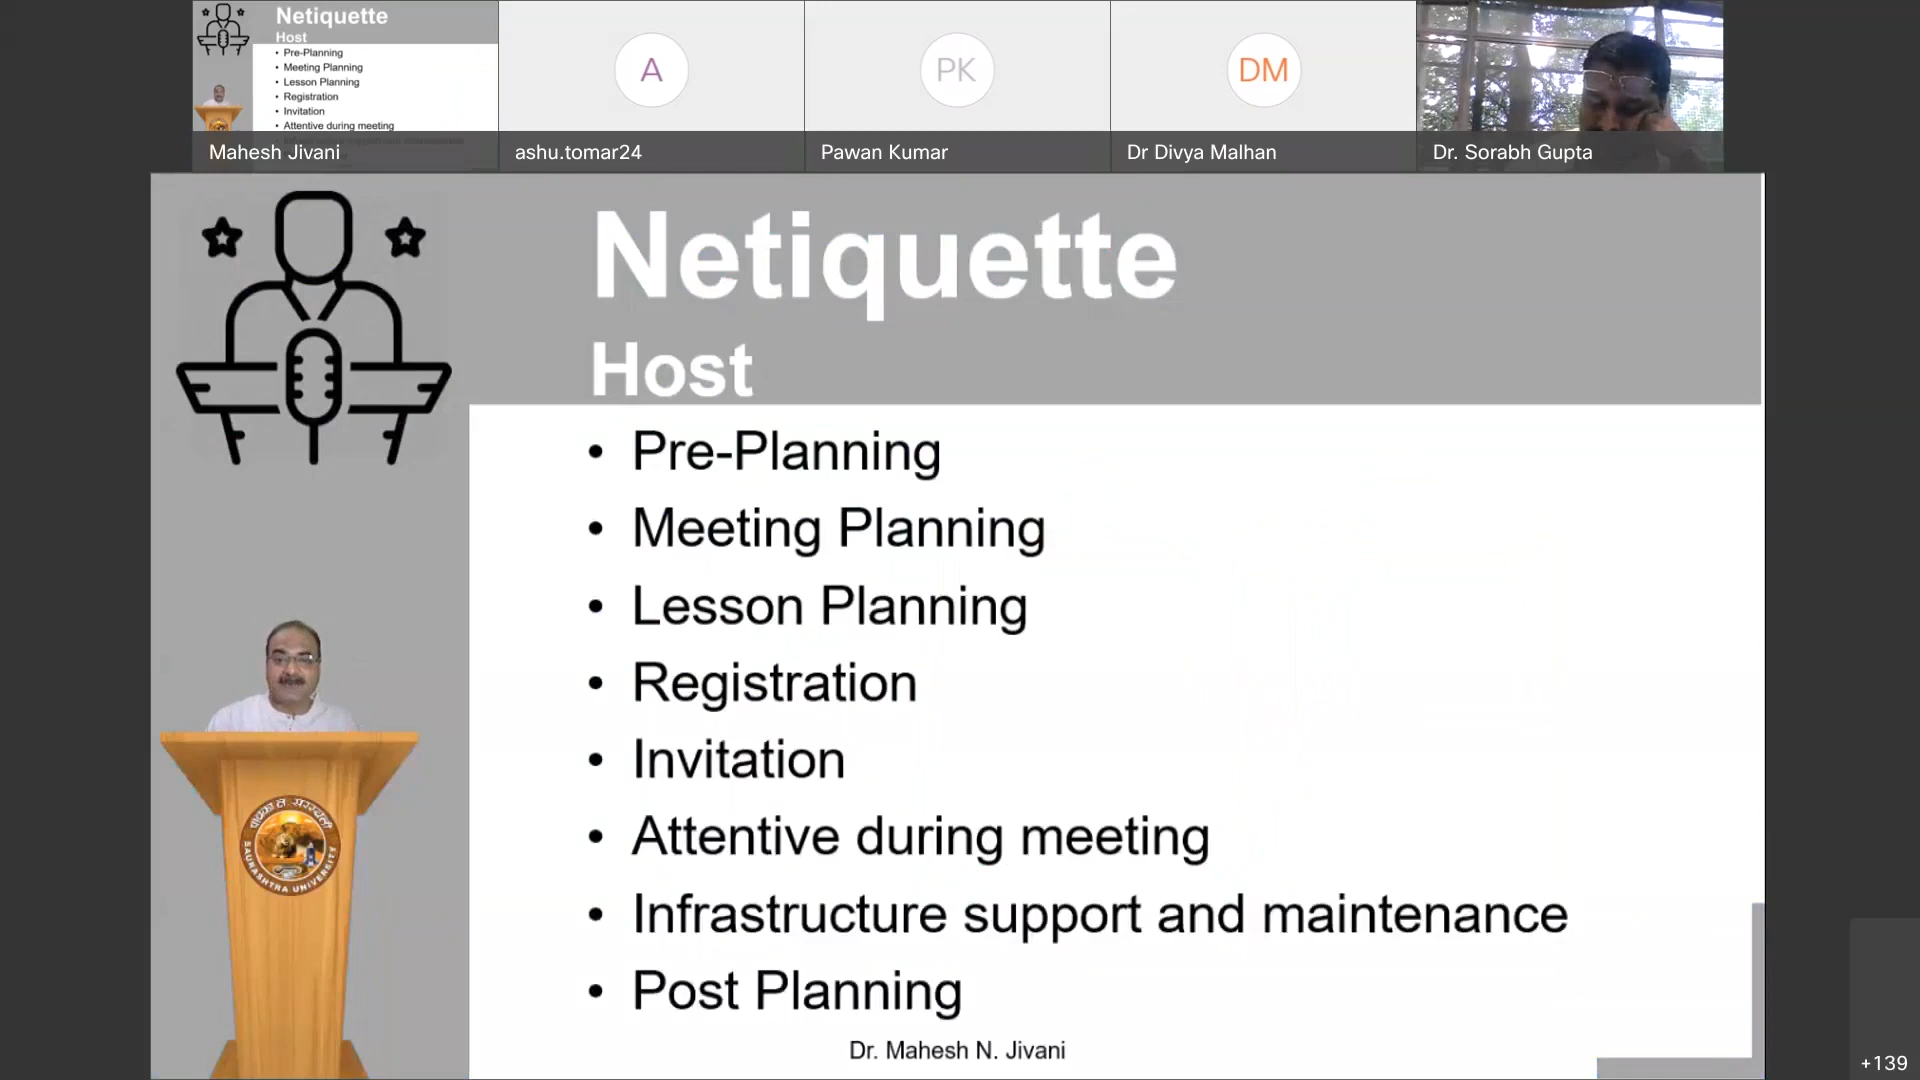 Netiquette
Host
• Pre-Planning
• Meeting Planning
• Lesson Planning
• Registration
• Invitation
• Attentive during meeting
Mahesh Jivani
A
ashu.tomar24
PK
Pawan Kumar
DM
Dr Divya Malhan
Dr. Sorabh Gupta
Netiquette
Host
• Pre-Planning
• Meeting Planning
• Lesson Planning
• Registration
• Invitation
• Attentive during meeting
• Infrastructure support and maintenance
• Post Planning
Dr. Mahesh N. Jivani
SAURASHTRA UNIVERSITY
+139